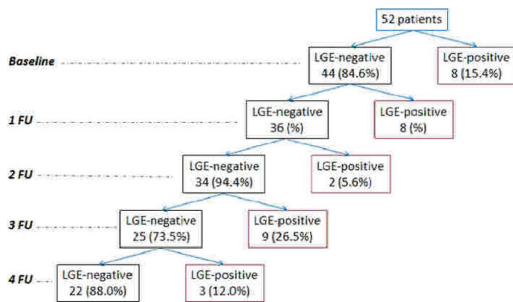 52 patients
Baseline
LGE-negative
44 (84.6%)
LGE-positive
8 (15.4%)
1 FU
LGE-negative
36 (%)
LGE-positive
8 (%)
2 FU
LGE-negative
34 (94.4%)
LGE-positive
2 (5.6%)
3 FU
LGE-negative
25 (73.5%)
LGE-positive
9 (26.5%)
4 FU
LGE-negative
22 (88.0%)
LGE-positive
3 (12.0%)